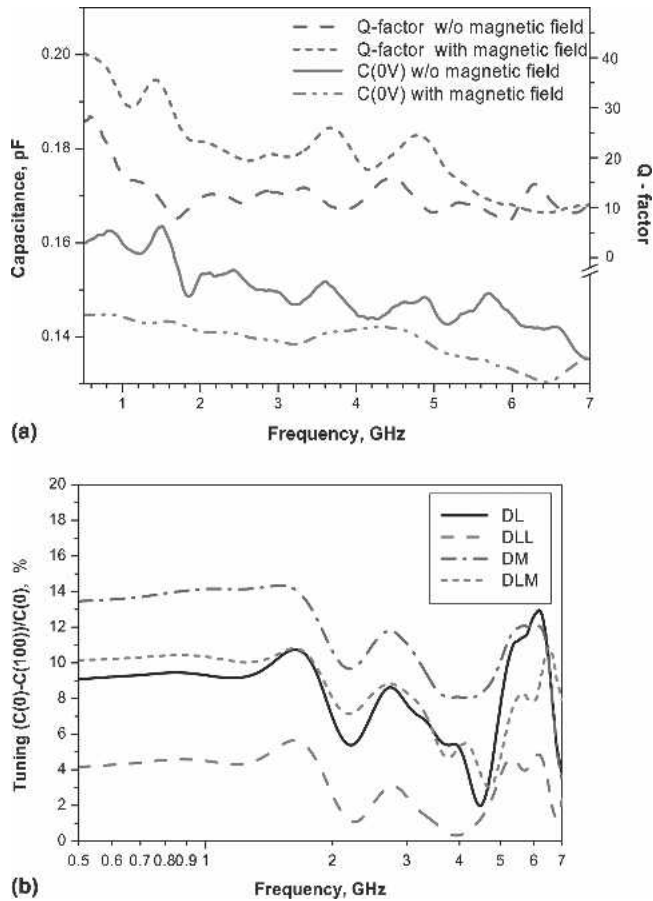 Q-factor w/o magnetic field
Q-factor with magnetic field
C(0V) w/o magnetic field
C(0V) with magnetic field
0.20
0.18
0.16
0.14
Capacitance, pF
40
30
20
10
0
Q - factor
1 2 3 4 5 6 7
Frequency, GHz
(a)
DL
DLL
DM
DLM
20
18
16
14
12
10
8
6
4
2
0
Tuning (C(0)-C(100))/C(0), %
0.5 0.6 0.7 0.8 0.9 1 2 3 4 5 6 7
Frequency, GHz
(b)